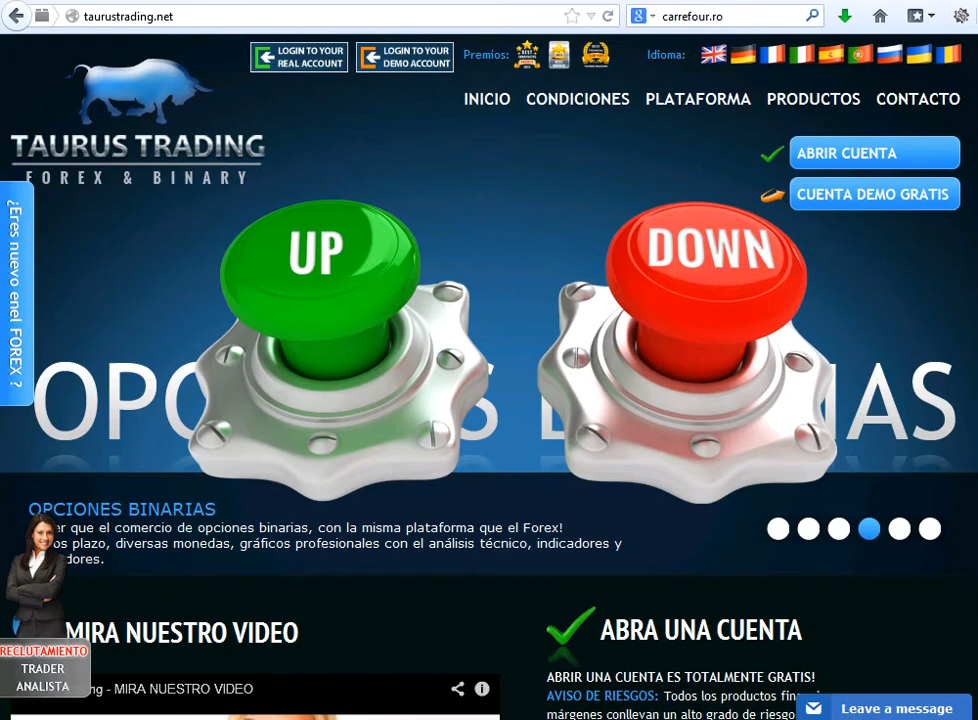 taurustrading.net
carrefour.ro
LOGIN TO YOUR
REAL ACCOUNT
LOGIN TO YOUR
DEMO ACCOUNT
Premios:
Idioma:
INICIO CONDICIONES PLATAFORMA PRODUCTOS CONTACTO
TAURUS TRADING
FOREX & BINARY
ABRIR CUENTA
CUENTA DEMO GRATIS
¿Eres nuevo enel FOREX ?
UP
DOWN
OPCIONES BINARIAS
er que el comercio de opciones binarias, con la misma plataforma que el Forex!
os plazo, diversas monedas, gráficos profesionales con el análisis técnico, indicadores y
dores.
MIRA NUESTRO VIDEO
ABRA UNA CUENTA
RECLUTAMIENTO
TRADER
ANALISTA
ng - MIRA NUESTRO VIDEO
ABRIR UNA CUENTA ES TOTALMENTE GRATIS!
AVISO DE RIESGOS: Todos los productos finan
márgenes conllevan un alto grado de riesgo
Leave a message